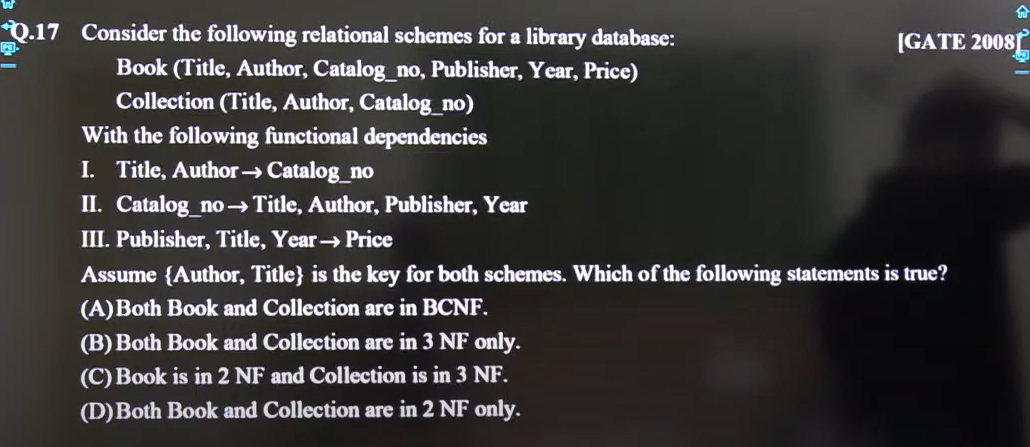 Q.17 Consider the following relational schemes for a library database: [GATE 2008]
Book (Title, Author, Catalog_no, Publisher, Year, Price)
Collection (Title, Author, Catalog_no)
With the following functional dependencies
I. Title, Author→Catalog_no
II. Catalog_no→Title, Author, Publisher, Year
III. Publisher, Title, Year→Price
Assume {Author, Title} is the key for both schemes. Which of the following statements is true?
(A)Both Book and Collection are in BCNF.
(B)Both Book and Collection are in 3 NF only.
(C)Book is in 2 NF and Collection is in 3 NF.
(D)Both Book and Collection are in 2 NF only.